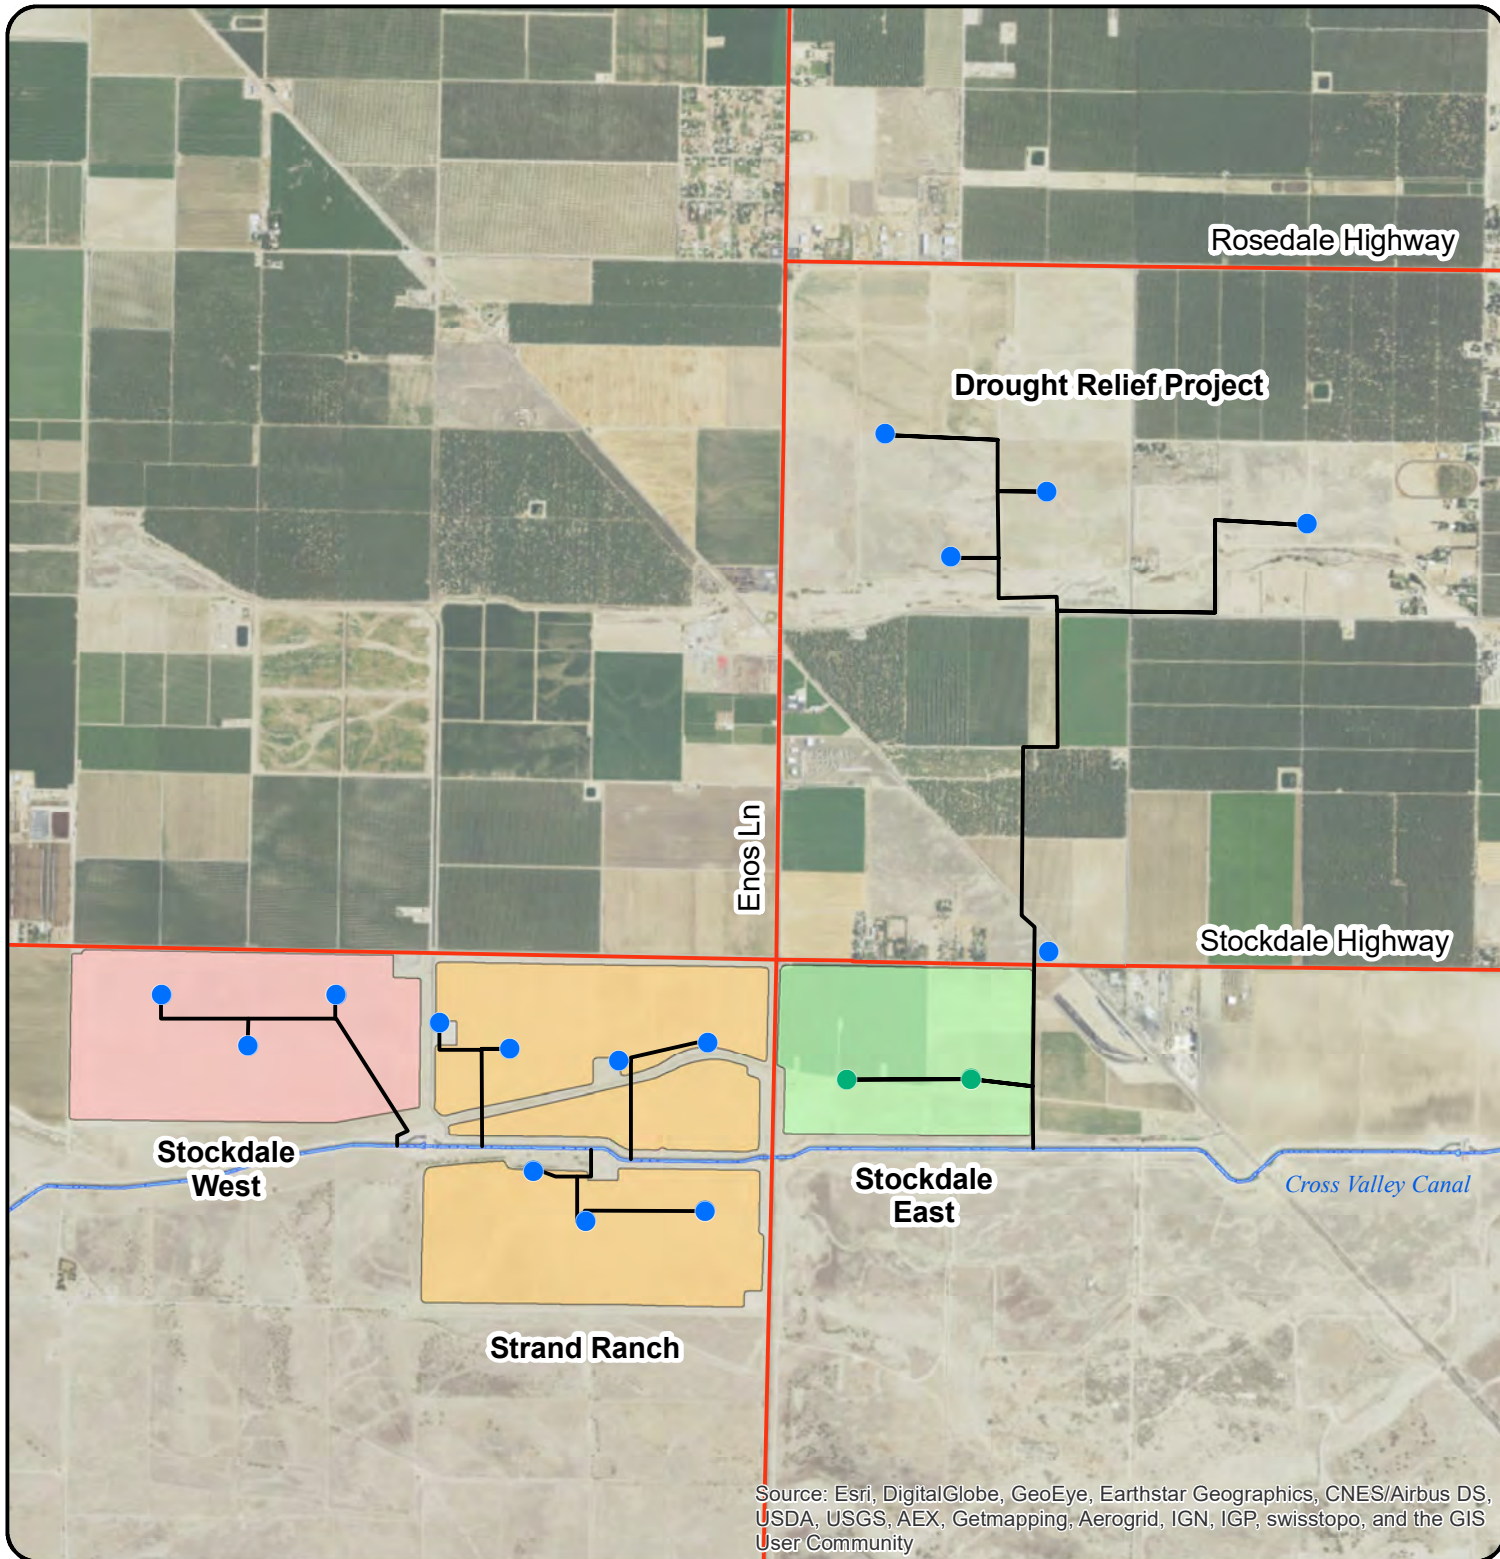 Rosedale Highway
Drought Relief Project
Enos Ln
Stockdale Highway
Stockdale
West
Stockdale
East
Cross Valley Canal
Strand Ranch
Source: Esri, DigitalGlobe, GeoEye, Earthstar Geographics, CNES/Airbus DS,
USDA, USGS, AEX, Getmapping, Aerogrid, IGN, IGP, swisstopo, and the GIS
User Community